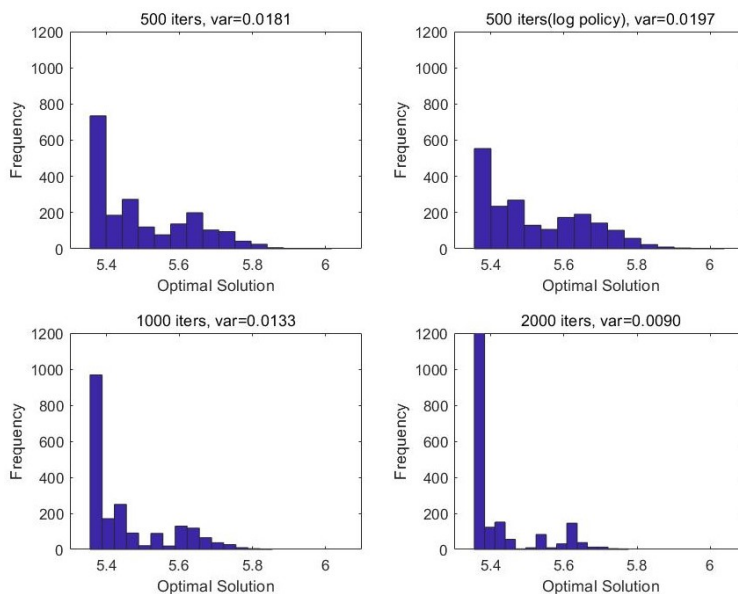 500 iters, var=0.0181
1200
1000
800
600
400
200
0
Frequency
5.4 5.6 5.8 6
Optimal Solution
500 iters(log policy), var=0.0197
1200
1000
800
600
400
200
0
Frequency
5.4 5.6 5.8 6
Optimal Solution
1000 iters, var=0.0133
1200
1000
800
600
400
200
0
Frequency
5.4 5.6 5.8 6
Optimal Solution
2000 iters, var=0.0090
1200
1000
800
600
400
200
0
Frequency
5.4 5.6 5.8 6
Optimal Solution